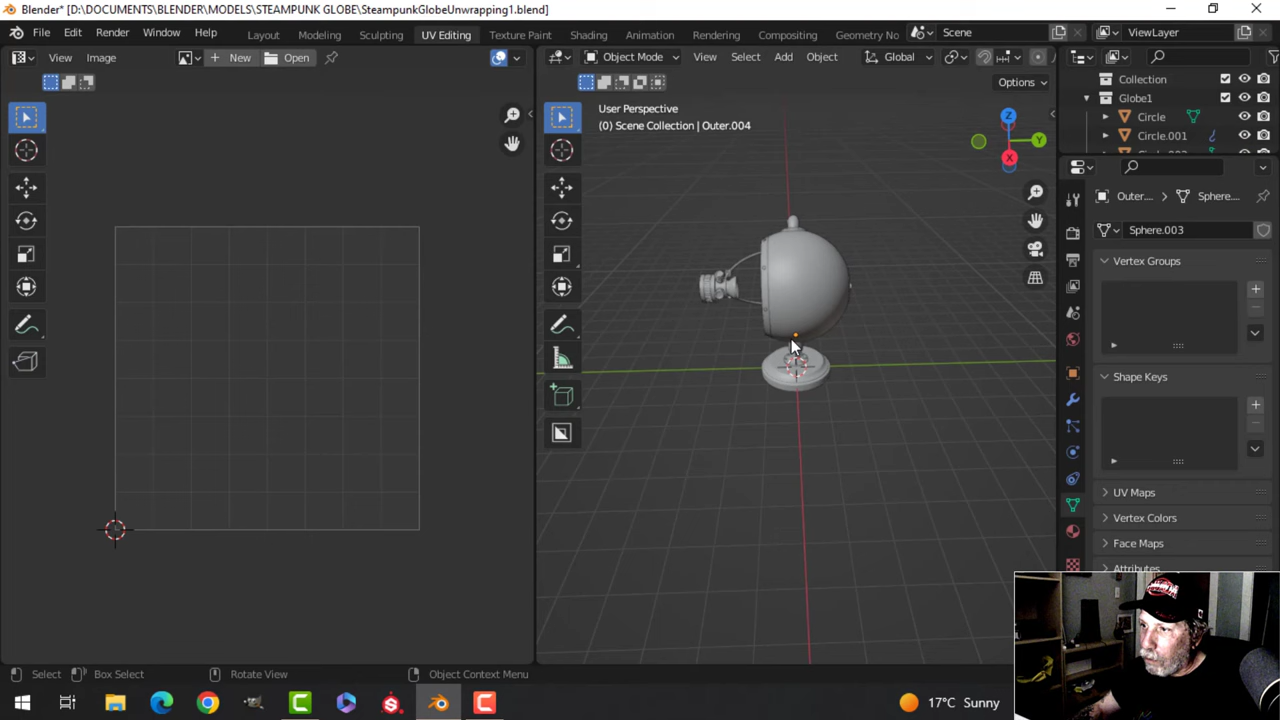 Blender* [D:\DOCUMENTS\BLENDER\MODELS\STEAMPUNK GLOBE\SteampunkGlobeUnwrapping1.blend]
File Edit Render Window Help Layout Modeling Sculpting UV Editing Texture Paint Shading Animation Rendering Compositing Geometry No Scene ViewLayer
View Image New Open Object Mode View Select Add Object Global
Options
Collection
Globe1
Circle
Circle.001
User Perspective
(0) Scene Collection | Outer.004
Z
Y
X
Outer.... Sphere....
Sphere.003
Vertex Groups
Shape Keys
UV Maps
Vertex Colors
Face Maps
Attributes
Select Box Select Rotate View Object Context Menu
17°C Sunny